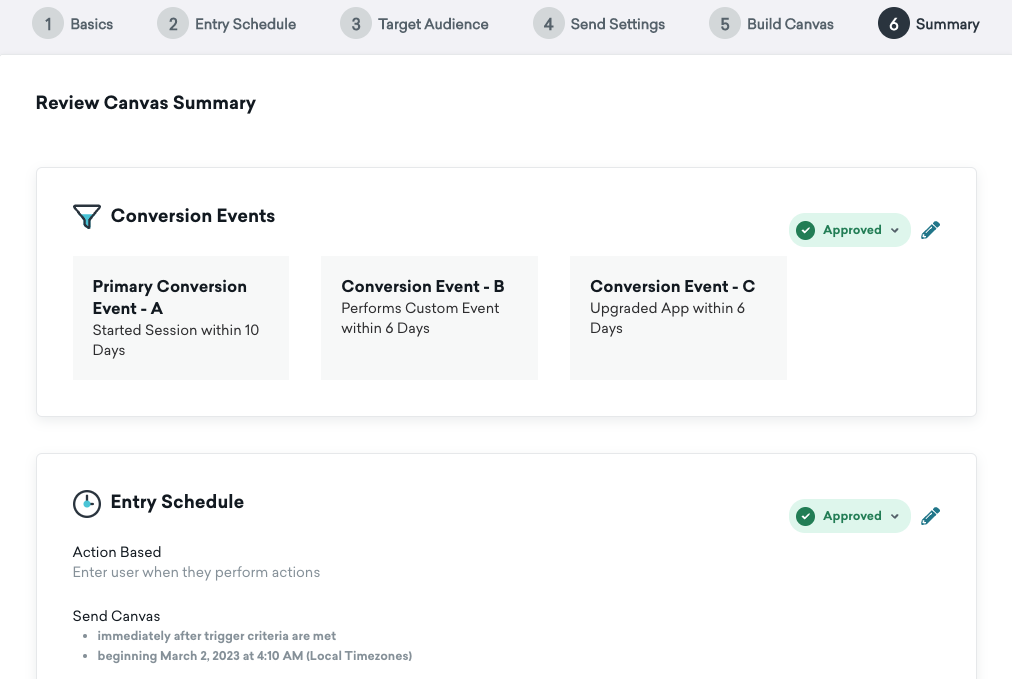 1 Basics 2 Entry Schedule 3 Target Audience 4 Send Settings 5 Build Canvas 6 Summary
Review Canvas Summary
Conversion Events
Approved
Primary Conversion
Event - A
Started Session within 10
Days
Conversion Event - B
Performs Custom Event
within 6 Days
Conversion Event - C
Upgraded App within 6
Days
Entry Schedule
Approved
Action Based
Enter user when they perform actions
Send Canvas
• immediately after trigger criteria are met
• beginning March 2, 2023 at 4:10 AM (Local Timezones)